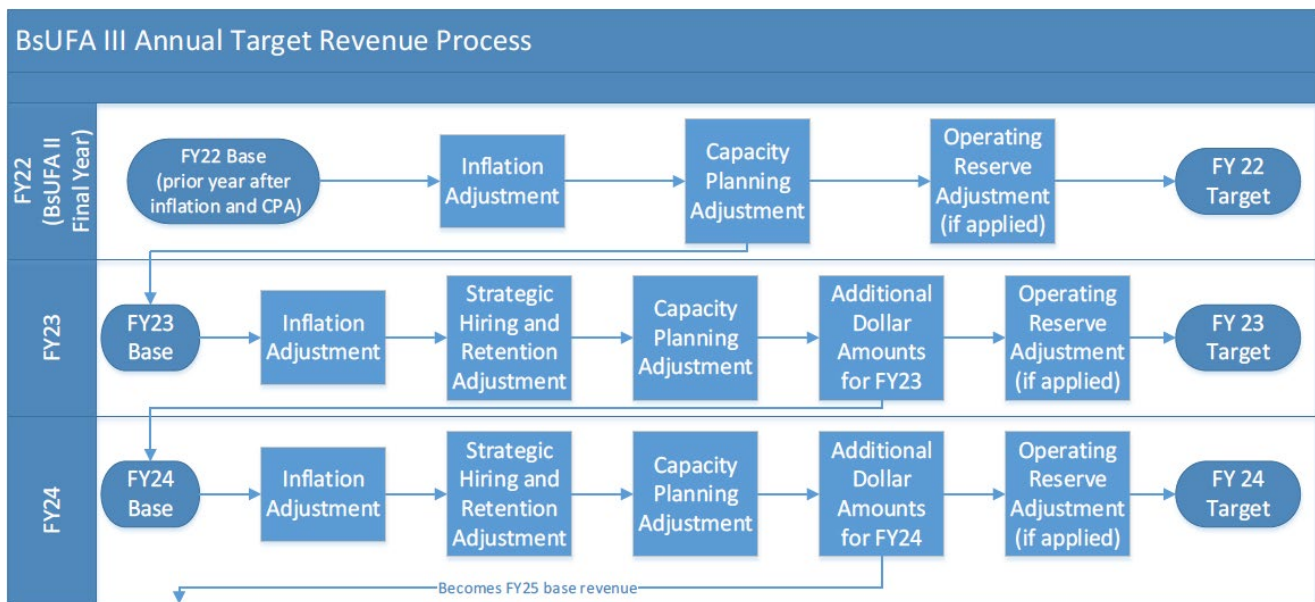 BsUFA III Annual Target Revenue Process
FY22
(BsUFA II
Final Year)
FY22 Base
(prior year after
inflation and CPA)
Inflation
Adjustment
Capacity
Planning
Adjustment
Operating
Reserve
Adjustment
(if applied)
FY 22
Target
FY23
FY23
Base
Inflation
Adjustment
Strategic
Hiring and
Retention
Adjustment
Capacity
Planning
Adjustment
Additional
Dollar
Amounts
for FY23
Operating
Reserve
Adjustment
(if applied)
FY 23
Target
FY24
FY24
Base
Inflation
Adjustment
Strategic
Hiring and
Retention
Adjustment
Capacity
Planning
Adjustment
Additional
Dollar
Amounts
for FY24
Operating
Reserve
Adjustment
(if applied)
FY 24
Target
Becomes FY25 base revenue